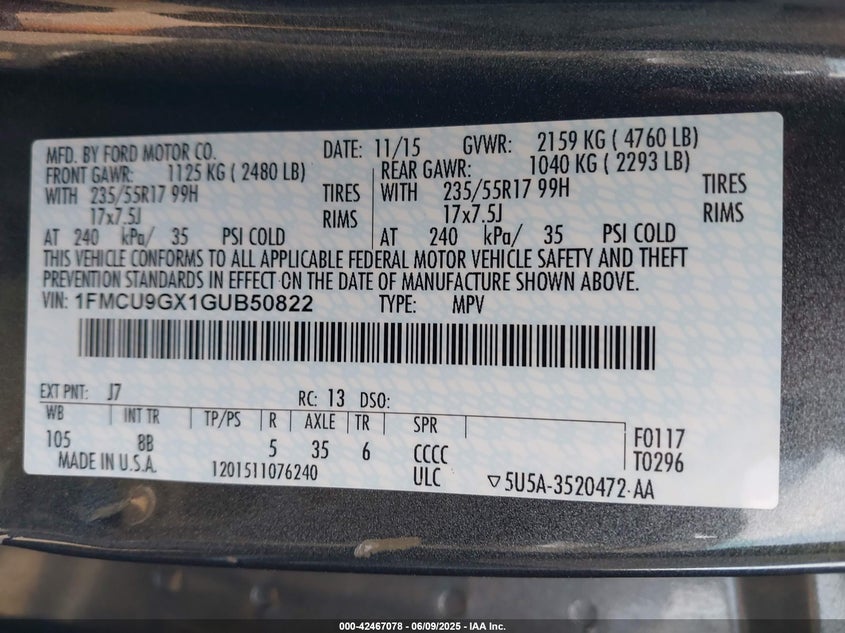 MFD. BY FORD MOTOR CO. DATE: 11/15 GVWR: 2159 KG ( 4760 LB)
FRONT GAWR: 1125 KG ( 2480 LB) REAR GAWR: 1040 KG ( 2293 LB)
WITH 235/55R17 99H TIRES WITH 235/55R17 99H TIRES
17x7.5J RIMS 17x7.5J RIMS
AT 240 kPa/ 35 PSI COLD AT 240 kPa/ 35 PSI COLD
THIS VEHICLE CONFORMS TO ALL APPLICABLE FEDERAL MOTOR VEHICLE SAFETY AND THEFT
PREVENTION STANDARDS IN EFFECT ON THE DATE OF MANUFACTURE SHOWN ABOVE.
VIN: 1FMCU9GX1GUB50822 TYPE: MPV
EXT PNT: J7 RC: 13 DSO:
WB INT TR TP/PS R AXLE TR SPR
105 8B 5 35 6 CCCC F0117
MADE IN U.S.A. 1201511076240 ULC T0296
▽5U5A-3520472-AA
000-42467078 - 06/09/2025 - IAA Inc.